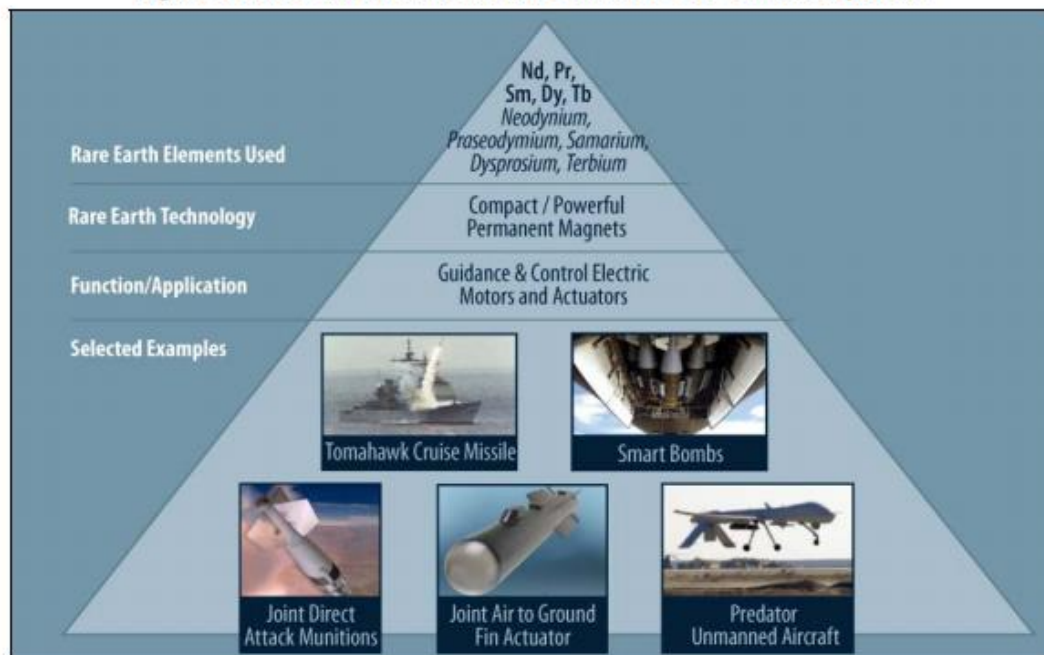 Nd, Pr,
Sm, Dy, Tb
Neodynium,
Praseodymium, Samarium,
Dysprosium, Terbium
Rare Earth Elements Used
Rare Earth Technology
Compact / Powerful
Permanent Magnets
Function/Application
Guidance & Control Electric
Motors and Actuators
Selected Examples
Tomahawk Cruise Missile
Smart Bombs
Joint Direct
Attack Munitions
Joint Air to Ground
Fin Actuator
Predator
Unmanned Aircraft